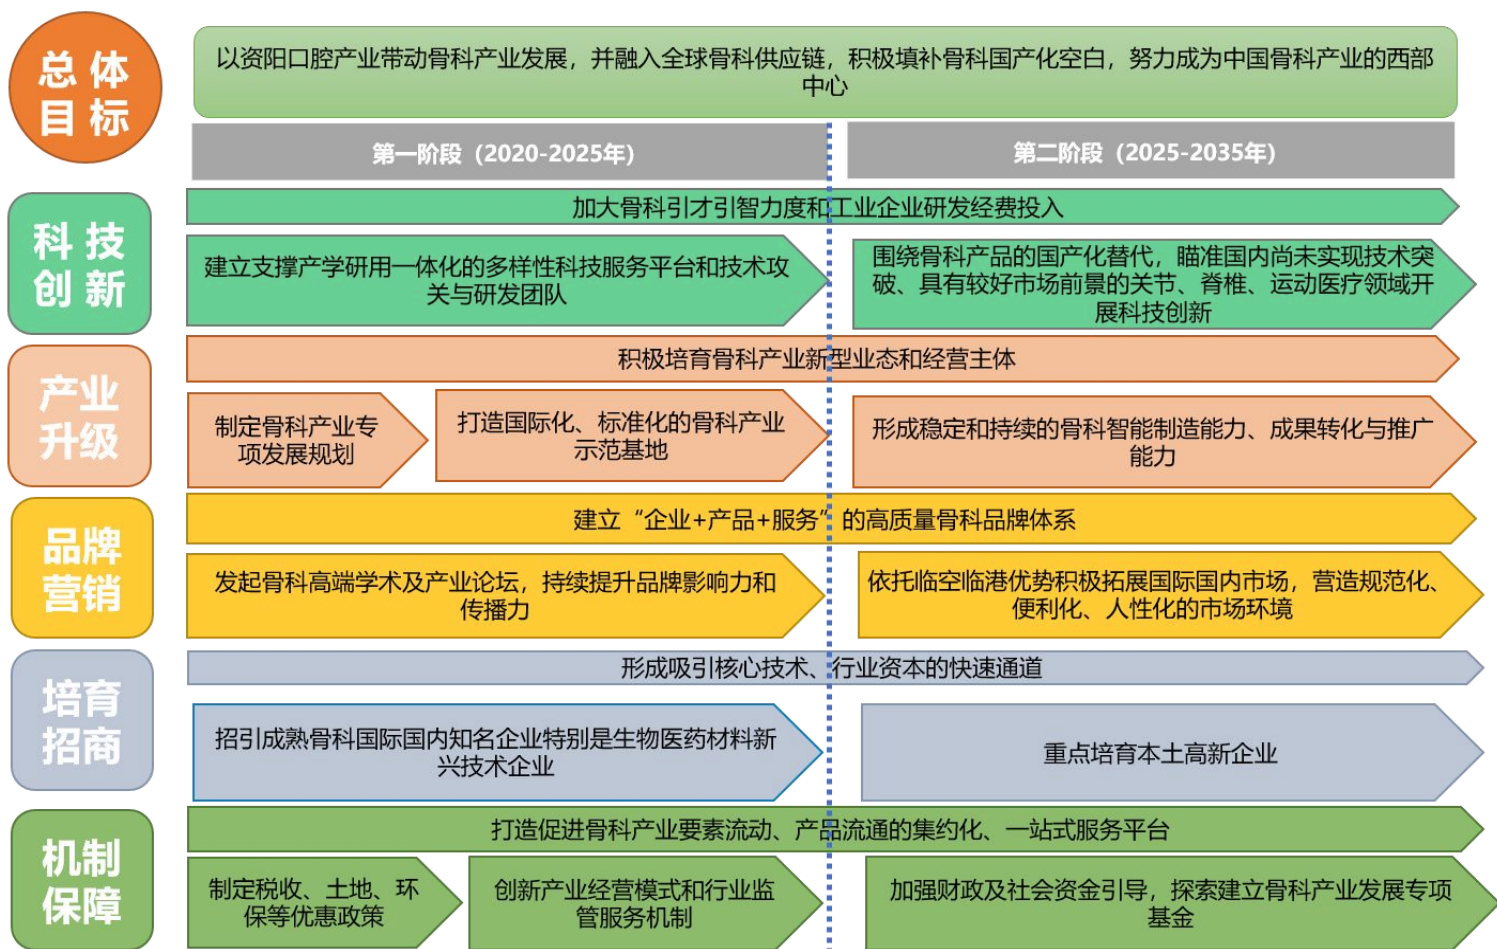 总 体
目 标
以资阳口腔产业带动骨科产业发展，并融入全球骨科供应链，积极填补骨科国产化空白，努力成为中国骨科产业的西部
中心
第一阶段（2020-2025年）
第二阶段（2025-2035年）
科 技
创 新
加大骨科引才引智力度和工业企业研发经费投入
建立支撑产学研用一体化的多样性科技服务平台和技术攻
关与研发团队
围绕骨科产品的国产化替代，瞄准国内尚未实现技术突
破、具有较好市场前景的关节、脊椎、运动医疗领域开
展科技创新
产业
升级
积极培育骨科产业新型业态和经营主体
制定骨科产业专
项发展规划
打造国际化、标准化的骨科产业
示范基地
形成稳定和持续的骨科智能制造能力、成果转化与推广
能力
品牌
营销
建立“企业+产品+服务”的高质量骨科品牌体系
发起骨科高端学术及产业论坛，持续提升品牌影响力和
传播力
依托临空临港优势积极拓展国际国内市场，营造规范化、
便利化、人性化的市场环境
培育
招商
形成吸引核心技术、行业资本的快速通道
招引成熟骨科国际国内知名企业特别是生物医药材料新
兴技术企业
重点培育本土高新企业
机制
保障
打造促进骨科产业要素流动、产品流通的集约化、一站式服务平台
制定税收、土地、环
保等优惠政策
创新产业经营模式和行业监
管服务机制
加强财政及社会资金引导，探索建立骨科产业发展专项
基金